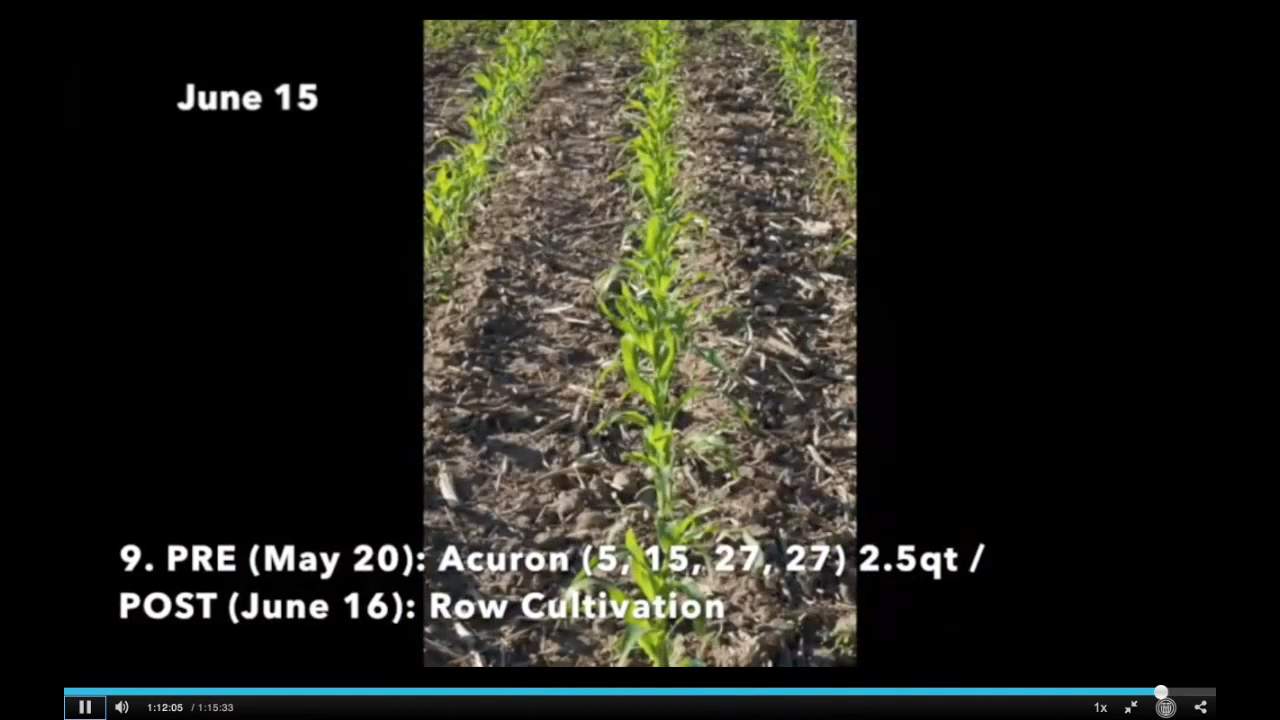 June 15
9. PRE (May 20): Acuron (5, 15, 27, 27) 2.5qt /
POST (June 16): Row Cultivation
1:12:05 / 1:15:33 1x